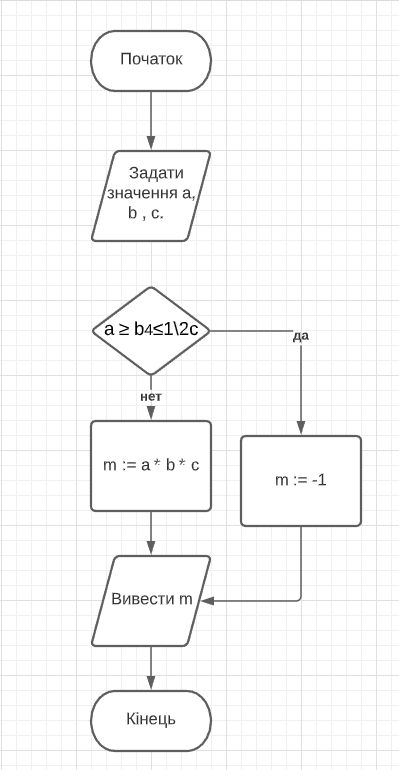 Початок
Задати
значення a,
b , c.
a ≥ b4≤1\2c
да
нет
m := a * b * c
m := -1
Вивести m
Кінець